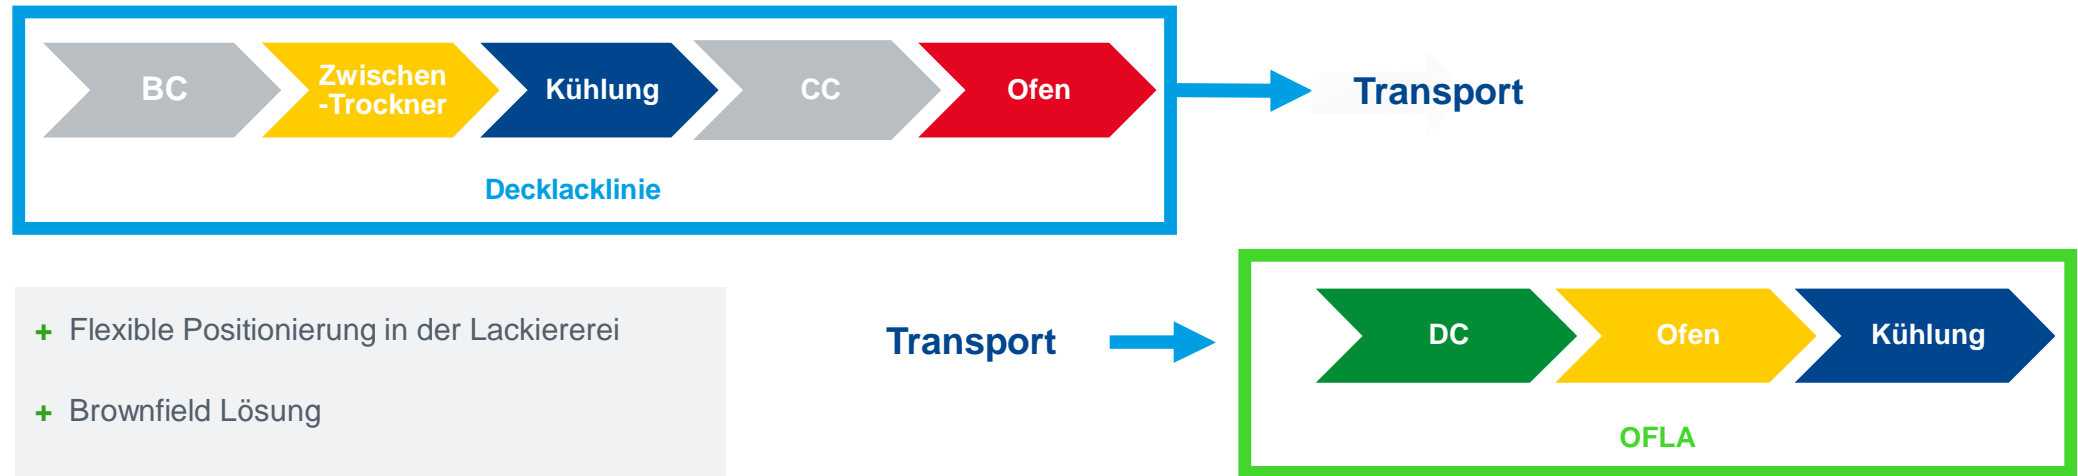 BC
Zwischen
-Trockner
Kühlung
CC
Ofen
Transport
Decklacklinie
+ Flexible Positionierung in der Lackiererei
+ Brownfield Lösung
Transport
DC
Ofen
Kühlung
OFLA